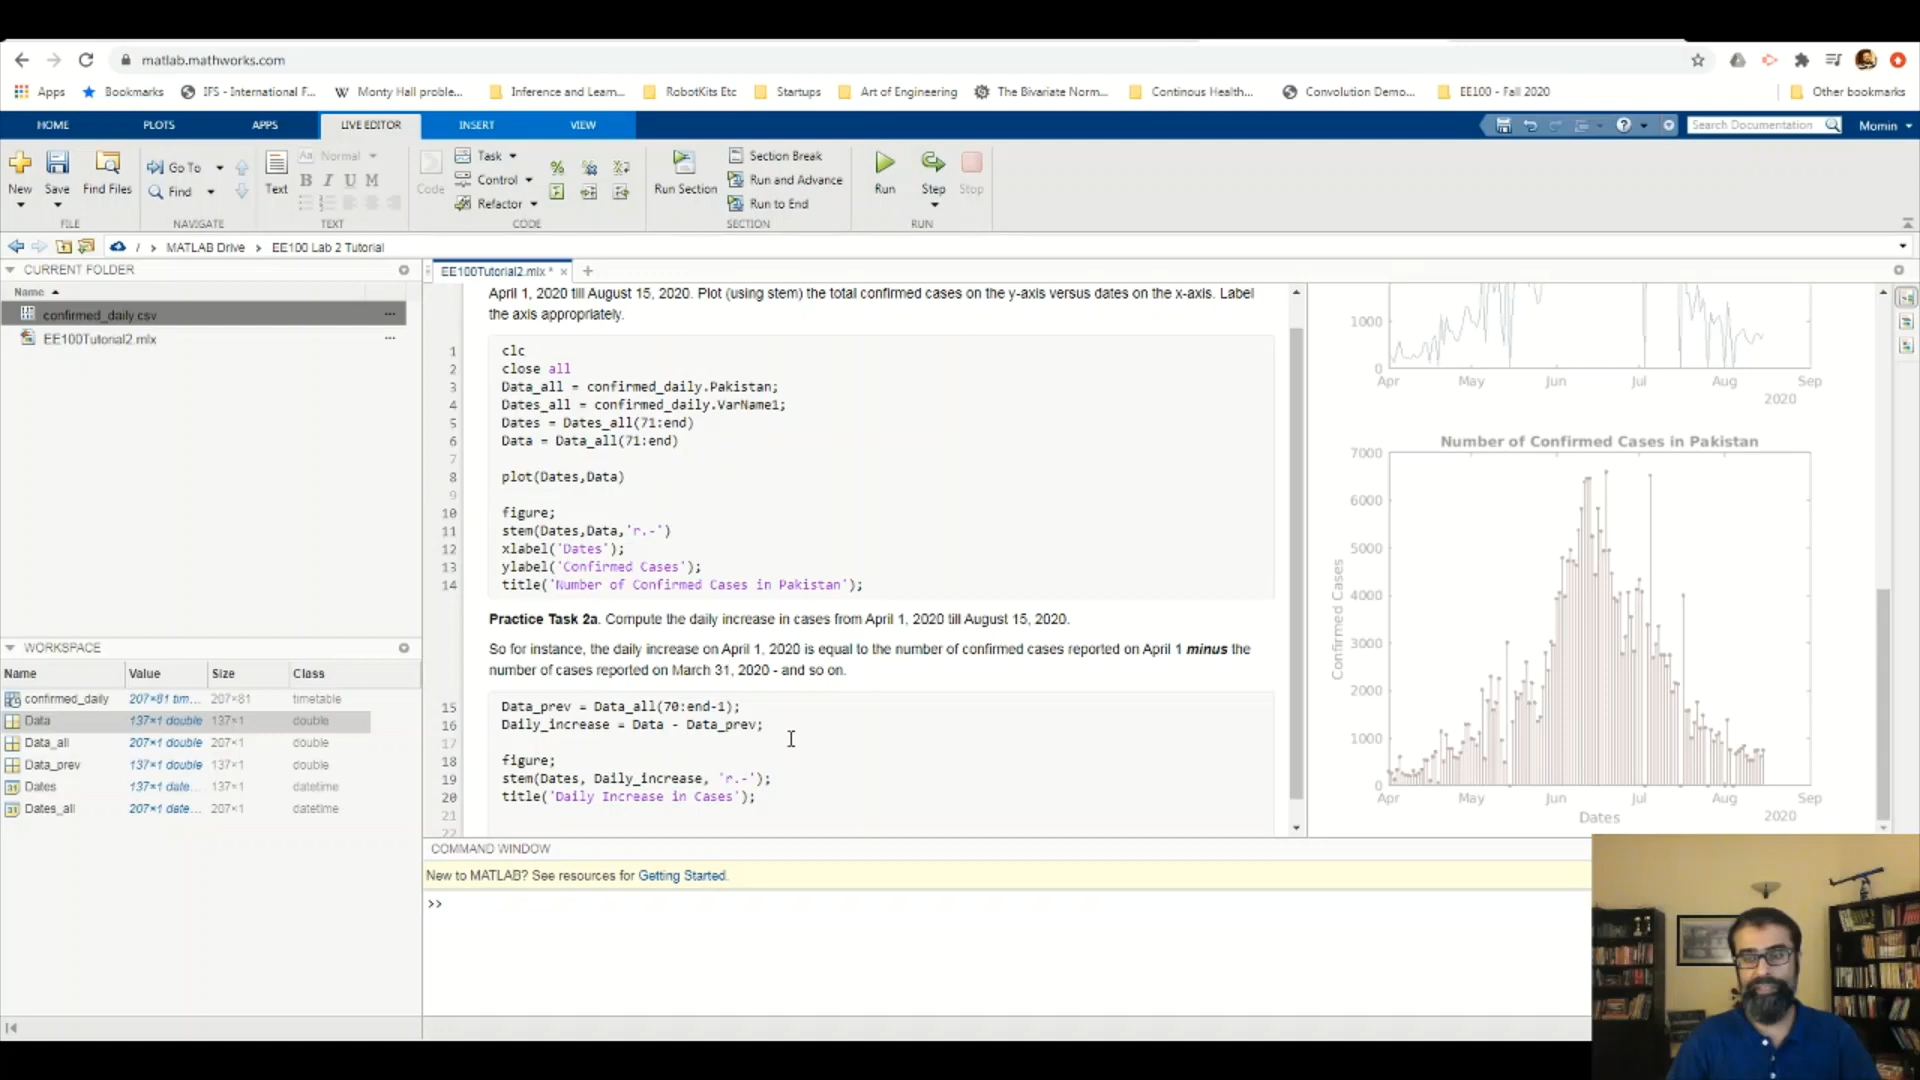 matlab.mathworks.com
Apps Bookmarks IFS - International F... W Monty Hall proble... Inference and Learn... RobotKits Etc Startups Art of Engineering The Bivariate Norm... Continous Health... Convolution Demo... EE100 - Fall 2020 Other bookmarks
HOME PLOTS APPS LIVE EDITOR INSERT VIEW Search Documentation Momin
New Save Find Files Go To Find Text Aa Normal B I U M Code Task Control Refactor Run Section Section Break Run and Advance Run to End Run Step Stop
FILE NAVIGATE TEXT CODE SECTION RUN
/ > MATLAB Drive > EE100 Lab 2 Tutorial
CURRENT FOLDER
Name
confirmed_daily.csv
EE100Tutorial2.mlx
WORKSPACE
Name Value Size Class
confirmed_daily 207×81 tim... 207×81 timetable
Data 137×1 double 137×1 double
Data_all 207×1 double 207×1 double
Data_prev 137×1 double 137×1 double
Dates 137×1 date... 137×1 datetime
Dates_all 207×1 date... 207×1 datetime
EE100Tutorial2.mlx *
April 1, 2020 till August 15, 2020. Plot (using stem) the total confirmed cases on the y-axis versus dates on the x-axis. Label
the axis appropriately.
1 clc
2 close all
3 Data_all = confirmed_daily.Pakistan;
4 Dates_all = confirmed_daily.VarName1;
5 Dates = Dates_all(71:end)
6 Data = Data_all(71:end)
7
8 plot(Dates,Data)
9
10 figure;
11 stem(Dates,Data,'r.-')
12 xlabel('Dates');
13 ylabel('Confirmed Cases');
14 title('Number of Confirmed Cases in Pakistan');
Practice Task 2a. Compute the daily increase in cases from April 1, 2020 till August 15, 2020.
So for instance, the daily increase on April 1, 2020 is equal to the number of confirmed cases reported on April 1 minus the
number of cases reported on March 31, 2020 - and so on.
15 Data_prev = Data_all(70:end-1);
16 Daily_increase = Data - Data_prev;
17
18 figure;
19 stem(Dates, Daily_increase, 'r.-');
20 title('Daily Increase in Cases');
21
22
1000
0
Apr May Jun Jul Aug Sep
2020
Number of Confirmed Cases in Pakistan
7000
6000
5000
4000
3000
2000
1000
0
Confirmed Cases
Apr May Jun Jul Aug Sep
Dates 2020
COMMAND WINDOW
New to MATLAB? See resources for Getting Started.
>>